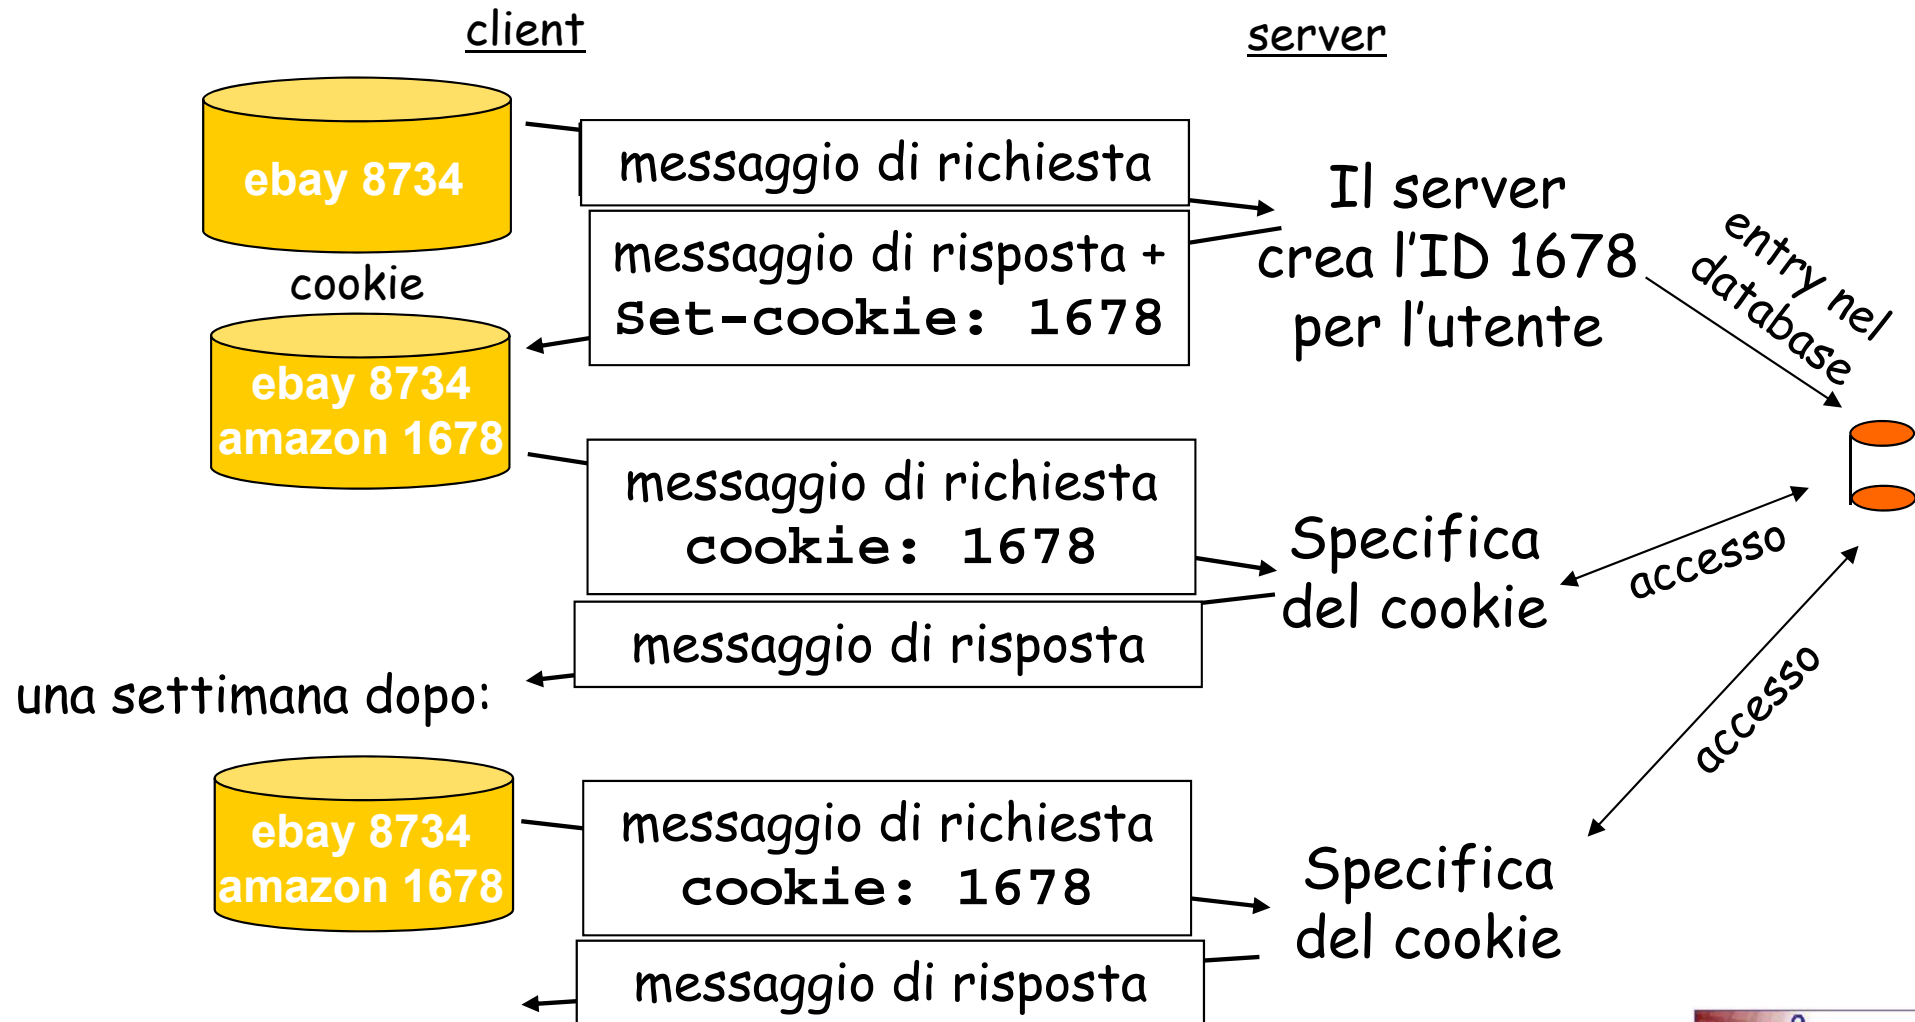 client
server
ebay 8734
messaggio di richiesta
Il server
crea l'ID 1678
per l'utente
messaggio di risposta +
Set-cookie: 1678
entry nel
database
cookie
ebay 8734
amazon 1678
messaggio di richiesta
cookie: 1678
Specifica
del cookie
accesso
messaggio di risposta
una settimana dopo:
accesso
ebay 8734
amazon 1678
messaggio di richiesta
cookie: 1678
Specifica
del cookie
messaggio di risposta